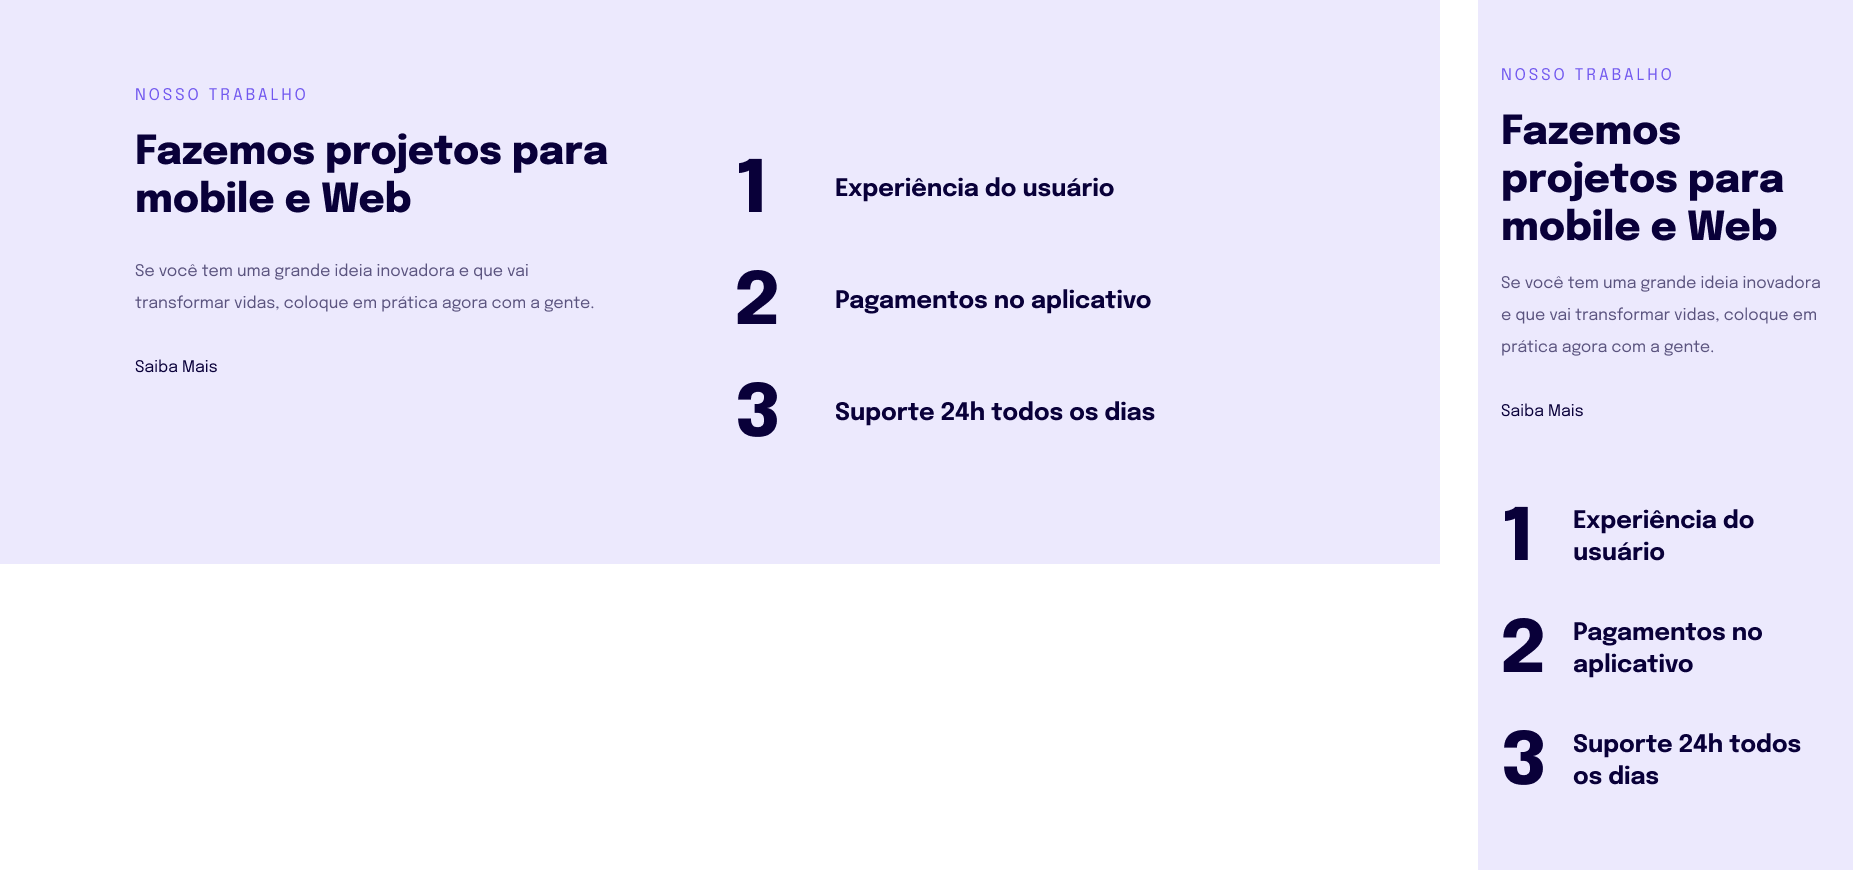 NOSSO TRABALHO
Fazemos projetos para
mobile e Web
Se você tem uma grande ideia inovadora e que vai
transformar vidas, coloque em prática agora com a gente.
Saiba Mais
1 Experiência do usuário
2 Pagamentos no aplicativo
3 Suporte 24h todos os dias
NOSSO TRABALHO
Fazemos
projetos para
mobile e Web
Se você tem uma grande ideia inovadora
e que vai transformar vidas, coloque em
prática agora com a gente.
Saiba Mais
1 Experiência do
usuário
2 Pagamentos no
aplicativo
3 Suporte 24h todos
os dias